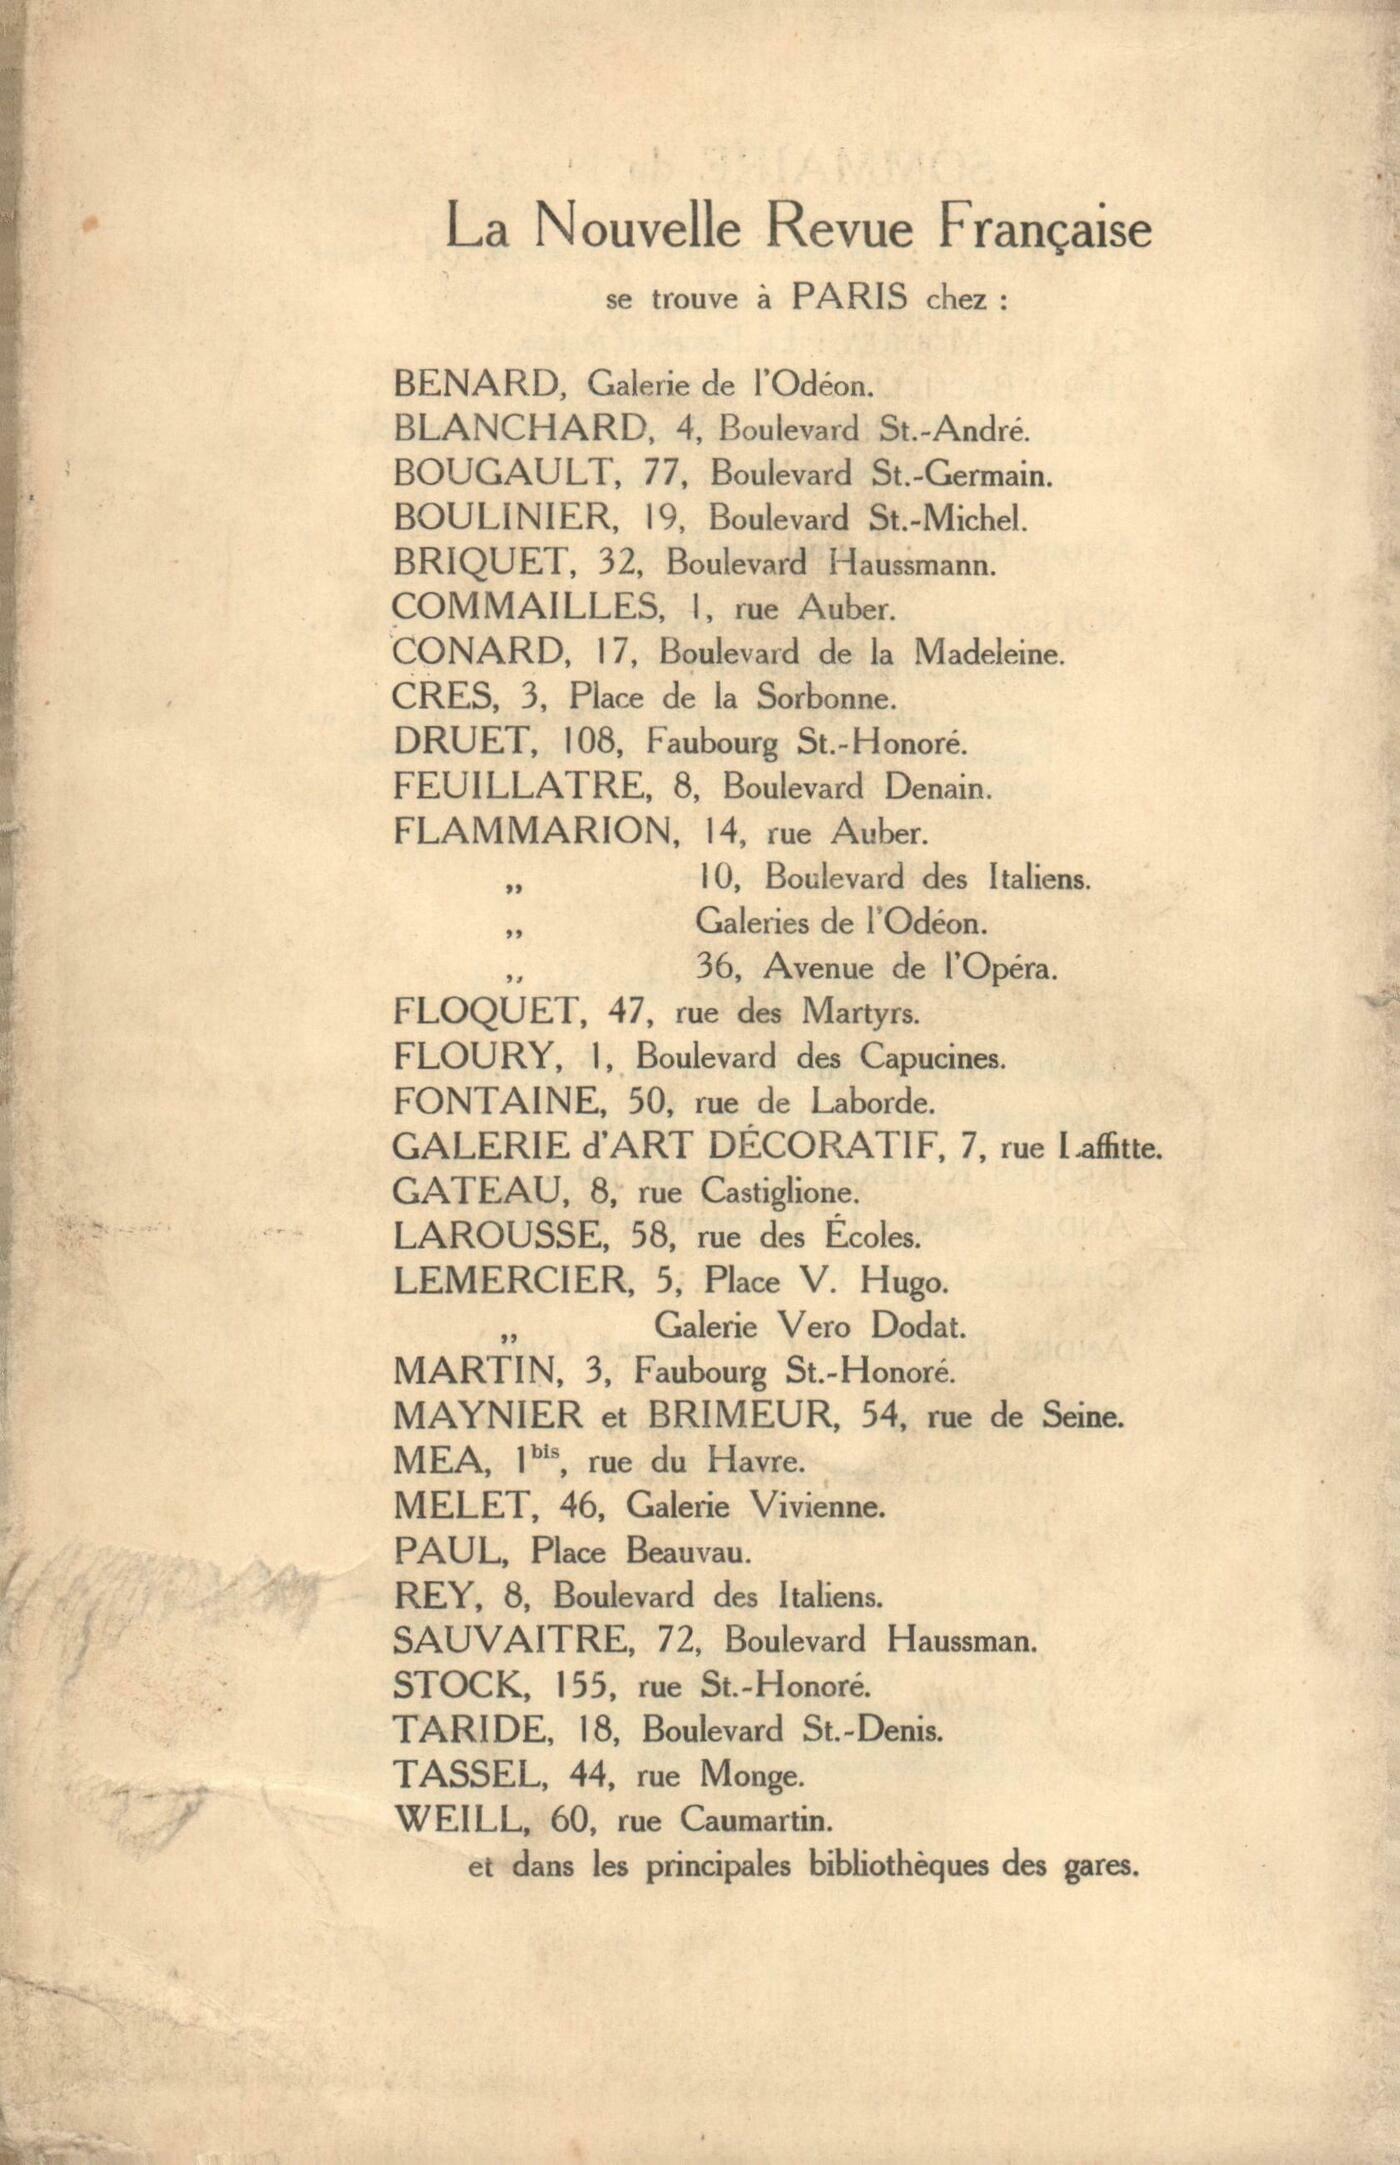 La Nouvelle Revue Française
se trouve à PARIS chez :
BENARD, Galerie de l'Odéon.
BLANCHARD, 4, Boulevard St.-André.
BOUGAULT, 77, Boulevard St.-Germain.
BOULINIER, 19, Boulevard St.-Michel.
BRIQUET, 32, Boulevard Haussmann.
COMMAILLES, 1, rue Auber.
CONARD, 17, Boulevard de la Madeleine.
CRES, 3, Place de la Sorbonne.
DRUET, 108, Faubourg St.-Honoré.
FEUILLATRE, 8, Boulevard Denain.
FLAMMARION, 14, rue Auber.
„ 10, Boulevard des Italiens.
„ Galeries de l'Odéon.
„ 36, Avenue de l'Opéra.
FLOQUET, 47, rue des Martyrs.
FLOURY, 1, Boulevard des Capucines.
FONTAINE, 50, rue de Laborde.
GALERIE d'ART DÉCORATIF, 7, rue Laffitte.
GATEAU, 8, rue Castiglione.
LAROUSSE, 58, rue des Écoles.
LEMERCIER, 5, Place V. Hugo.
„ Galerie Vero Dodat.
MARTIN, 3, Faubourg St.-Honoré.
MAYNIER et BRIMEUR, 54, rue de Seine.
MEA, 1bis, rue du Havre.
MELET, 46, Galerie Vivienne.
PAUL, Place Beauvau.
REY, 8, Boulevard des Italiens.
SAUVAITRE, 72, Boulevard Haussman.
STOCK, 155, rue St.-Honoré.
TARIDE, 18, Boulevard St.-Denis.
TASSEL, 44, rue Monge.
WEILL, 60, rue Caumartin.
et dans les principales bibliothèques des gares.